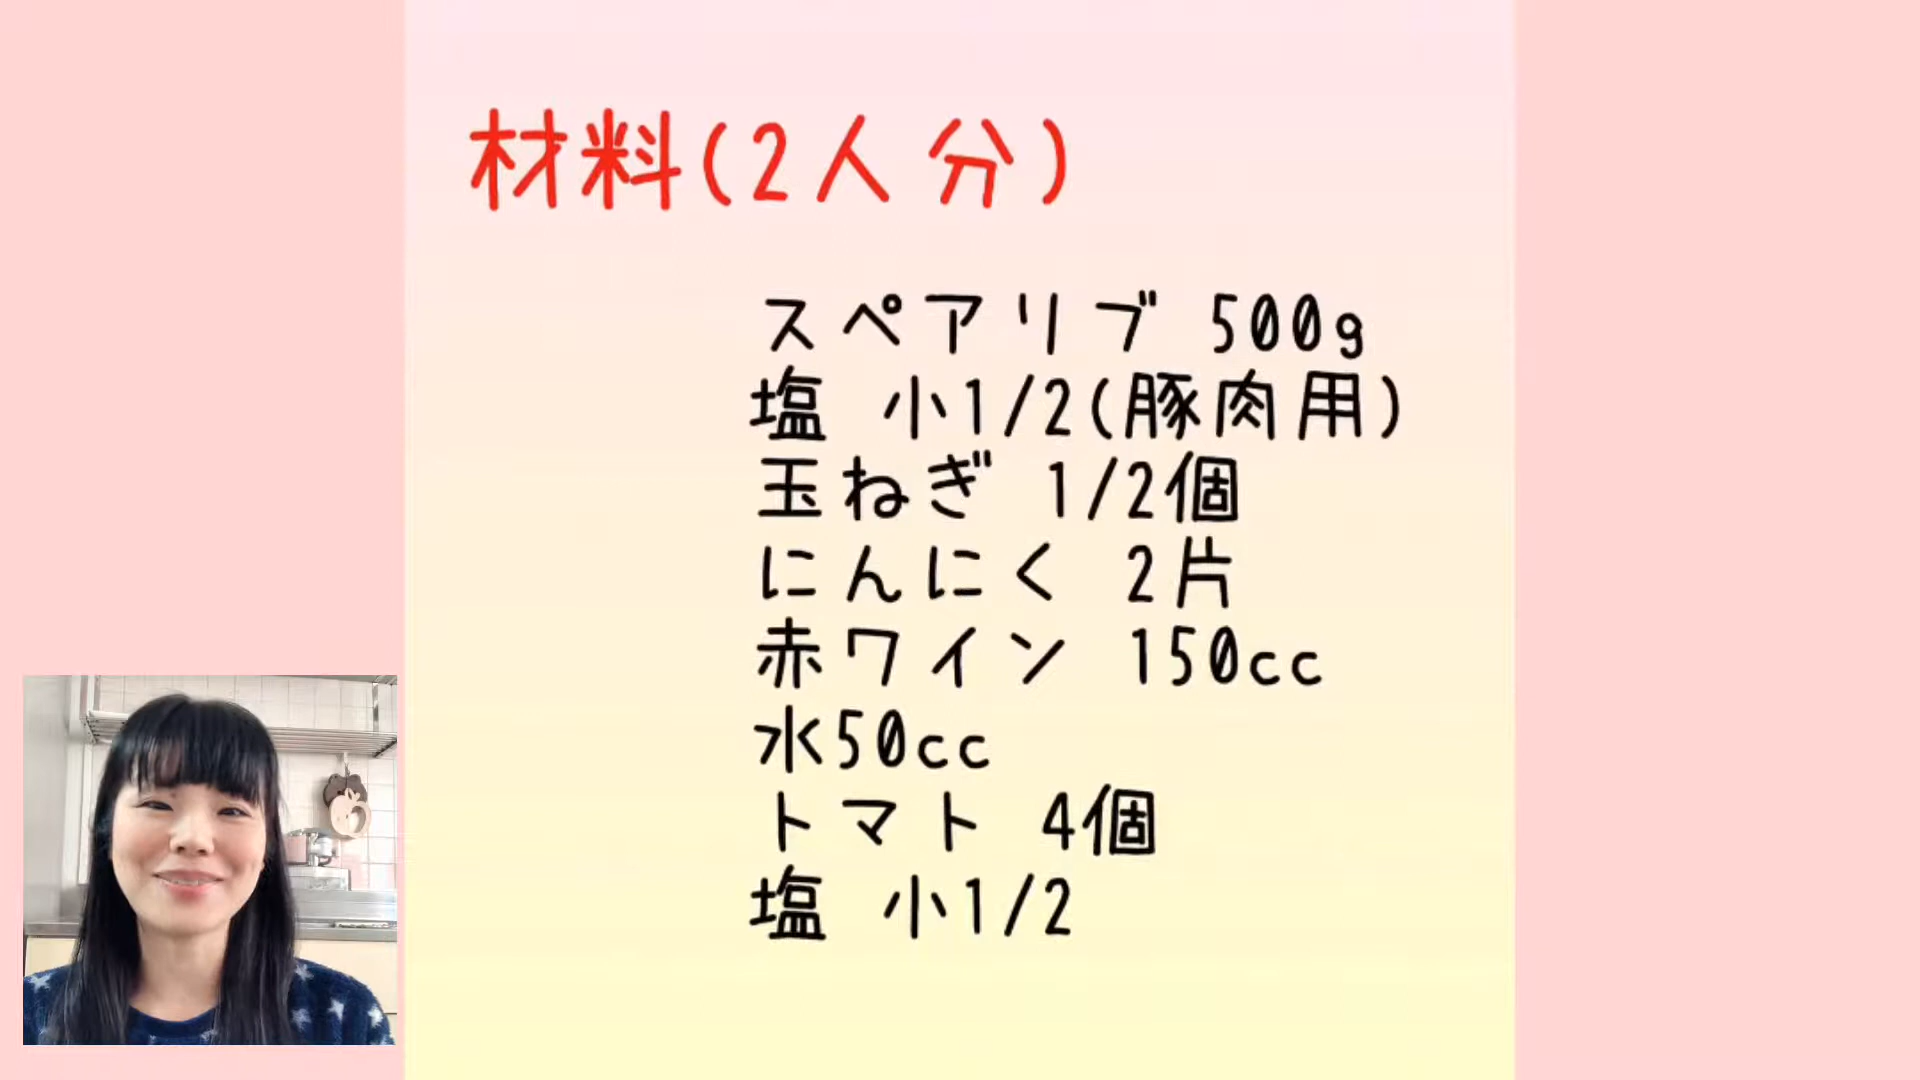 材料(2人分)
スペアリブ 500g
塩 小1/2(豚肉用)
玉ねぎ 1/2個
にんにく 2片
赤ワイン 150cc
水50cc
トマト 4個
塩 小1/2